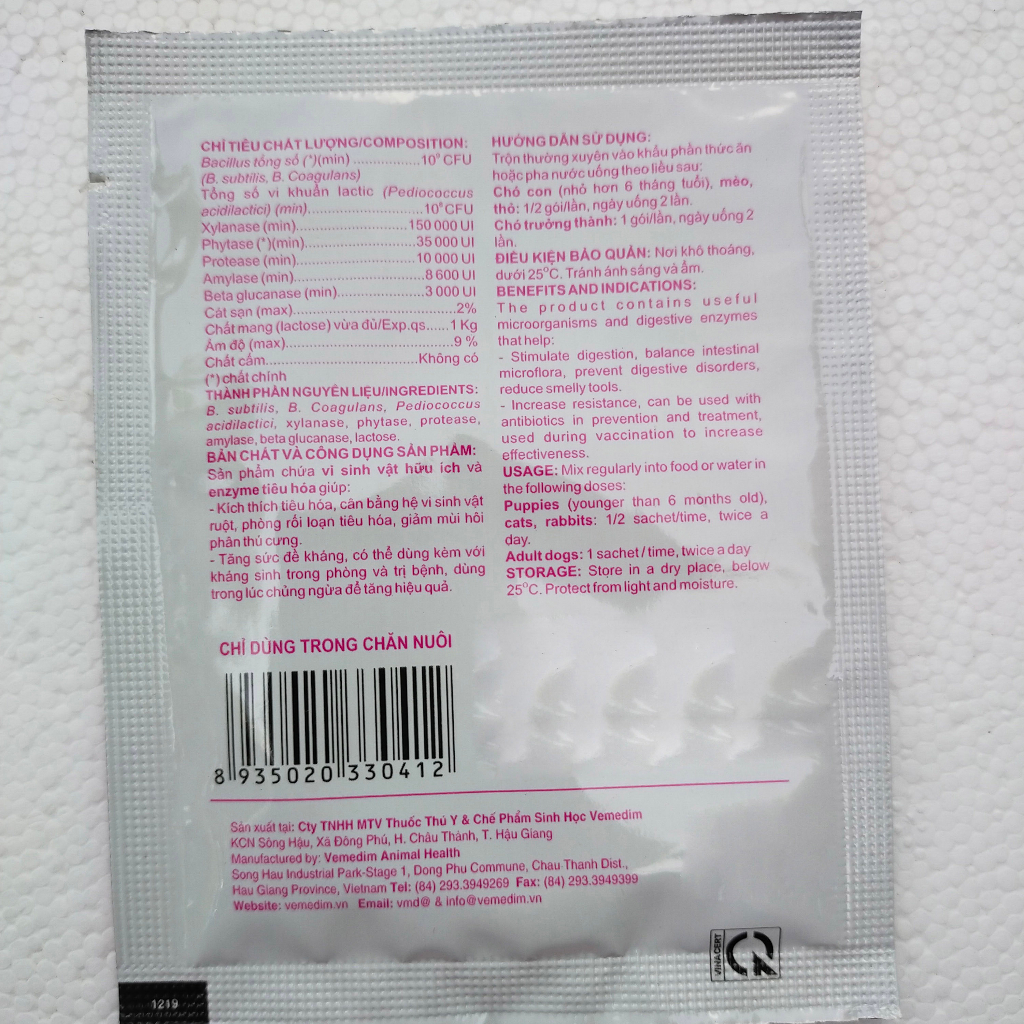 CHỈ TIÊU CHẤT LƯỢNG/COMPOSITION:
Bacillus tổng số (*)(min) ..................10⁹ CFU
(B. subtilis, B. Coagulans)
Tổng số vi khuẩn lactic (Pediococcus
acidilactici) (min)..............................10⁸ CFU
Xylanase (min)..............................150 000 UI
Phytase (*)(min)..............................35 000 UI
Protease (min)..............................10 000 UI
Amylase (min)..............................8 600 UI
Beta glucanase (min)......................3 000 UI
Cát sạn (max)..........................................2%
Chất mang (lactose) vừa đủ/Exp.qs......1 Kg
Ẩm độ (max)..........................................9 %
Chất cấm.......................................Không có
(*) chất chính
THÀNH PHẦN NGUYÊN LIỆU/INGREDIENTS:
B. subtilis, B. Coagulans, Pediococcus
acidilactici, xylanase, phytase, protease,
amylase, beta glucanase, lactose.
BẢN CHẤT VÀ CÔNG DỤNG SẢN PHẨM:
Sản phẩm chứa vi sinh vật hữu ích và
enzyme tiêu hóa giúp:
- Kích thích tiêu hóa, cân bằng hệ vi sinh vật
ruột, phòng rối loạn tiêu hóa, giảm mùi hôi
phân thú cưng.
- Tăng sức đề kháng, có thể dùng kèm với
kháng sinh trong phòng và trị bệnh, dùng
trong lúc chủng ngừa để tăng hiệu quả.
CHỈ DÙNG TRONG CHĂN NUÔI
8 935020 330412
HƯỚNG DẪN SỬ DỤNG:
Trộn thường xuyên vào khẩu phần thức ăn
hoặc pha nước uống theo liều sau:
Chó con (nhỏ hơn 6 tháng tuổi), mèo,
thỏ: 1/2 gói/lần, ngày uống 2 lần.
Chó trưởng thành: 1 gói/lần, ngày uống 2
lần.
ĐIỀU KIỆN BẢO QUẢN: Nơi khô thoáng,
dưới 25°C. Tránh ánh sáng và ẩm.
BENEFITS AND INDICATIONS:
The product contains useful
microorganisms and digestive enzymes
that help:
- Stimulate digestion, balance intestinal
microflora, prevent digestive disorders,
reduce smelly tools.
- Increase resistance, can be used with
antibiotics in prevention and treatment,
used during vaccination to increase
effectiveness.
USAGE: Mix regularly into food or water in
the following doses:
Puppies (younger than 6 months old),
cats, rabbits: 1/2 sachet/time, twice a
day.
Adult dogs: 1 sachet / time, twice a day
STORAGE: Store in a dry place, below
25°C. Protect from light and moisture.
Sản xuất tại: Cty TNHH MTV Thuốc Thú Y & Chế Phẩm Sinh Học Vemedim
KCN Sông Hậu, Xã Đông Phú, H. Châu Thành, T. Hậu Giang
Manufactured by: Vemedim Animal Health
Song Hau Industrial Park-Stage 1, Dong Phu Commune, Chau Thanh Dist.,
Hau Giang Province, Vietnam Tel: (84) 293.3949269 Fax: (84) 293.3949399
Website: vemedim.vn Email: vmd@ & info@vemedim.vn
VINACERT
1219